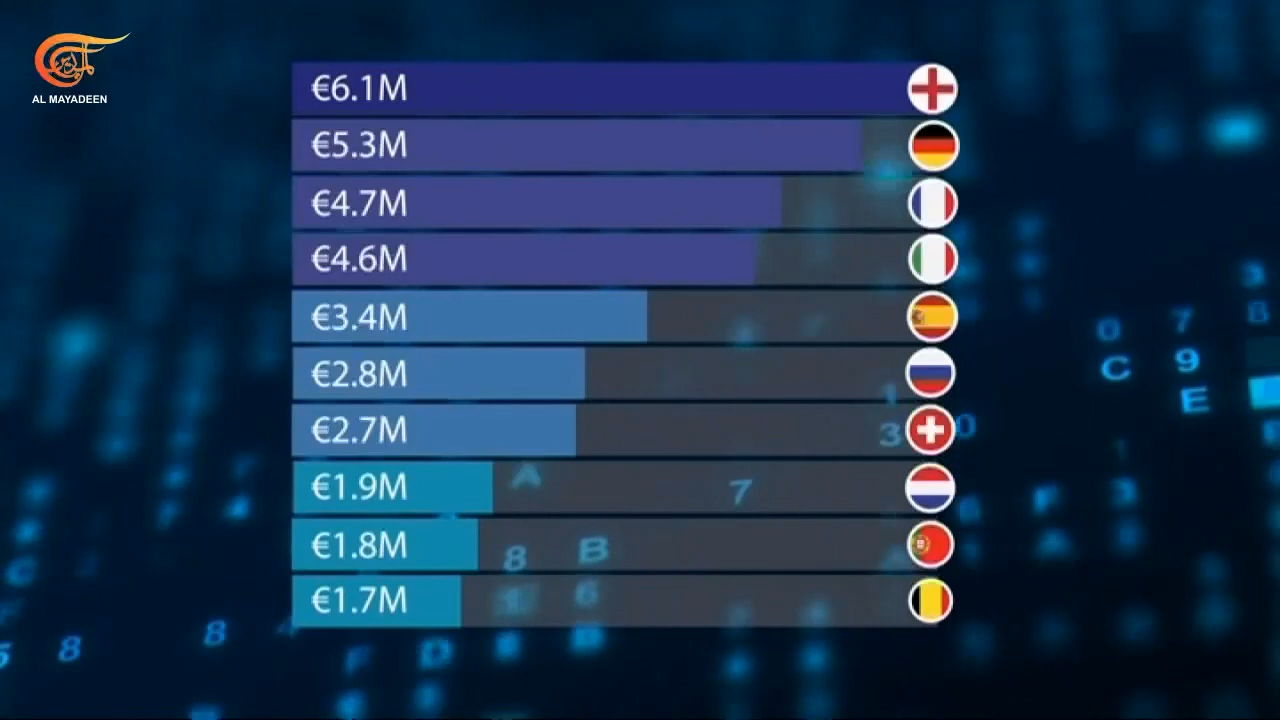 AL MAYADEEN
€6.1M
€5.3M
€4.7M
€4.6M
€3.4M
€2.8M
€2.7M
€1.9M
€1.8M
€1.7M